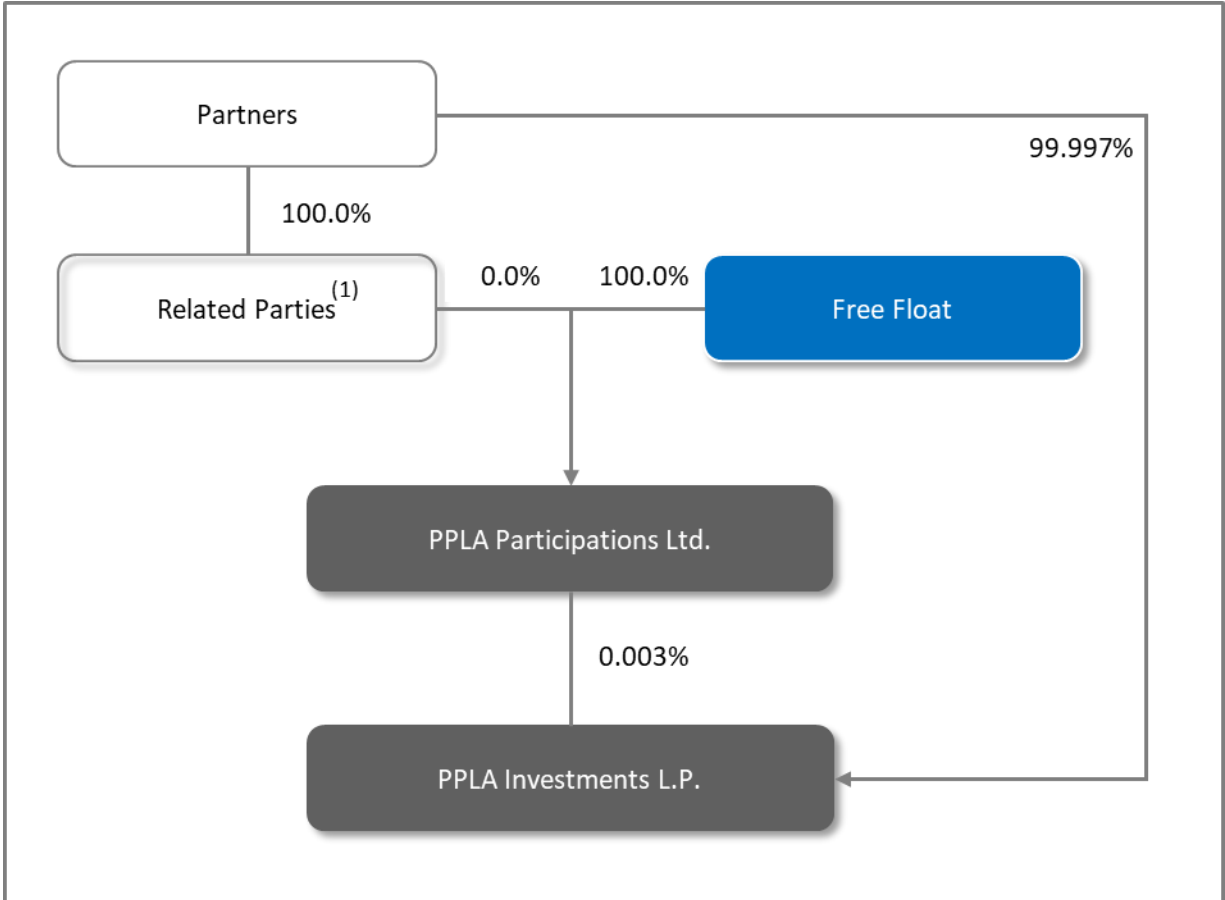 Partners
99.997%
100.0%
Related Parties(1)
0.0%
100.0%
Free Float
PPLA Participations Ltd.
0.003%
PPLA Investments L.P.